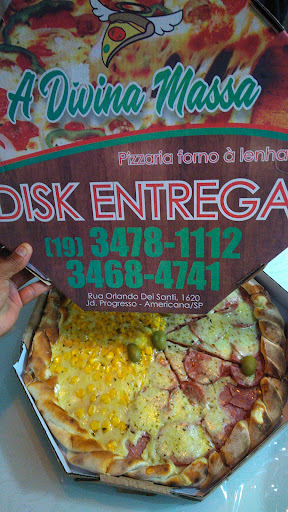 A Divina Massa
Pizzaria forno à lenha
DISK ENTREGA
(19) 3478-1112
3468-4741
Rua Orlando Dei Santi, 1620
Jd. Progresso - Americana/SP